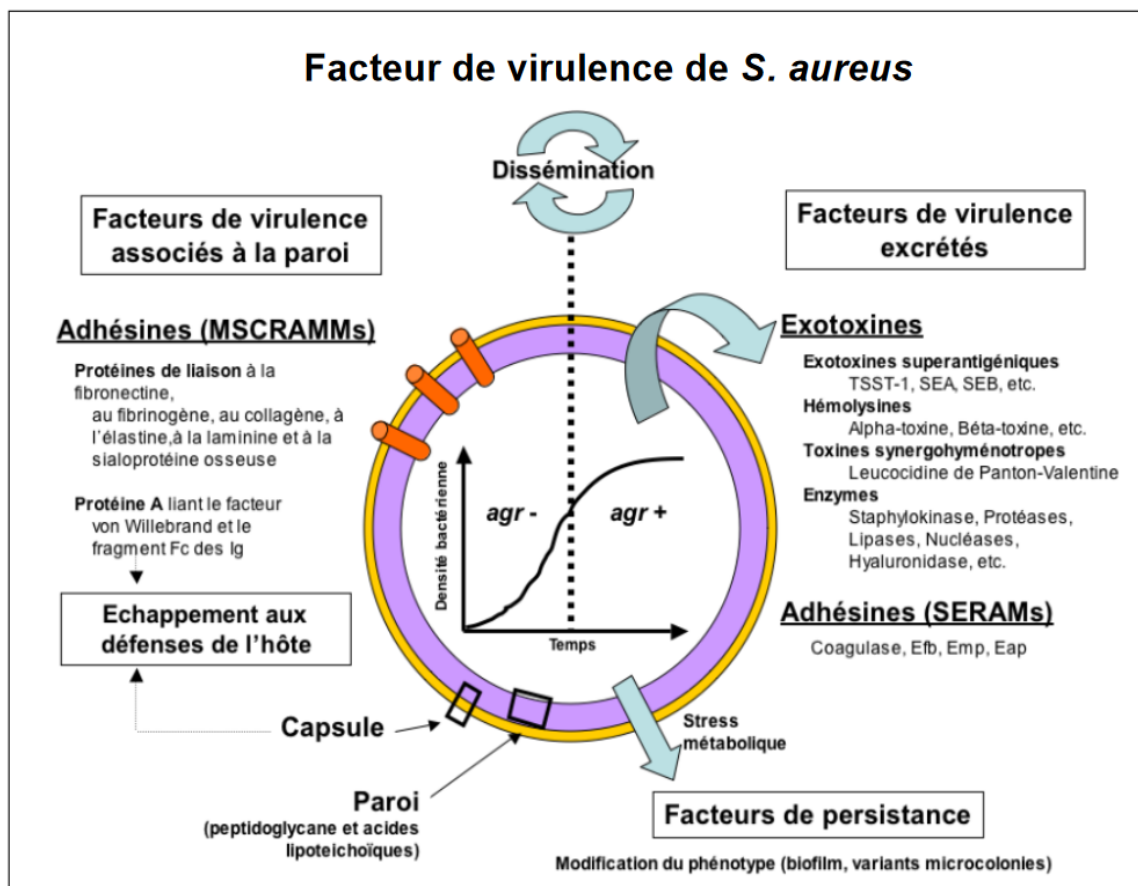 Facteur de virulence de S. aureus
Dissémination
Facteurs de virulence
associés à la paroi
Adhésines (MSCRAMMs)
Protéines de liaison à la
fibronectine,
au fibrinogène, au collagène, à
l'élastine,à la laminine et à la
sialoprotéine osseuse
Protéine A liant le facteur
von Willebrand et le
fragment Fc des Ig
Echappement aux
défenses de l'hôte
Capsule
Paroi
(peptidoglycane et acides
lipoteichoïques)
Densité bactérienne
agr -
agr +
Temps
Facteurs de virulence
excrétés
Exotoxines
Exotoxines superantigéniques
TSST-1, SEA, SEB, etc.
Hémolysines
Alpha-toxine, Béta-toxine, etc.
Toxines synergohyménotropes
Leucocidine de Panton-Valentine
Enzymes
Staphylokinase, Protéases,
Lipases, Nucléases,
Hyaluronidase, etc.
Adhésines (SERAMs)
Coagulase, Efb, Emp, Eap
Stress
métabolique
Facteurs de persistance
Modification du phénotype (biofilm, variants microcolonies)